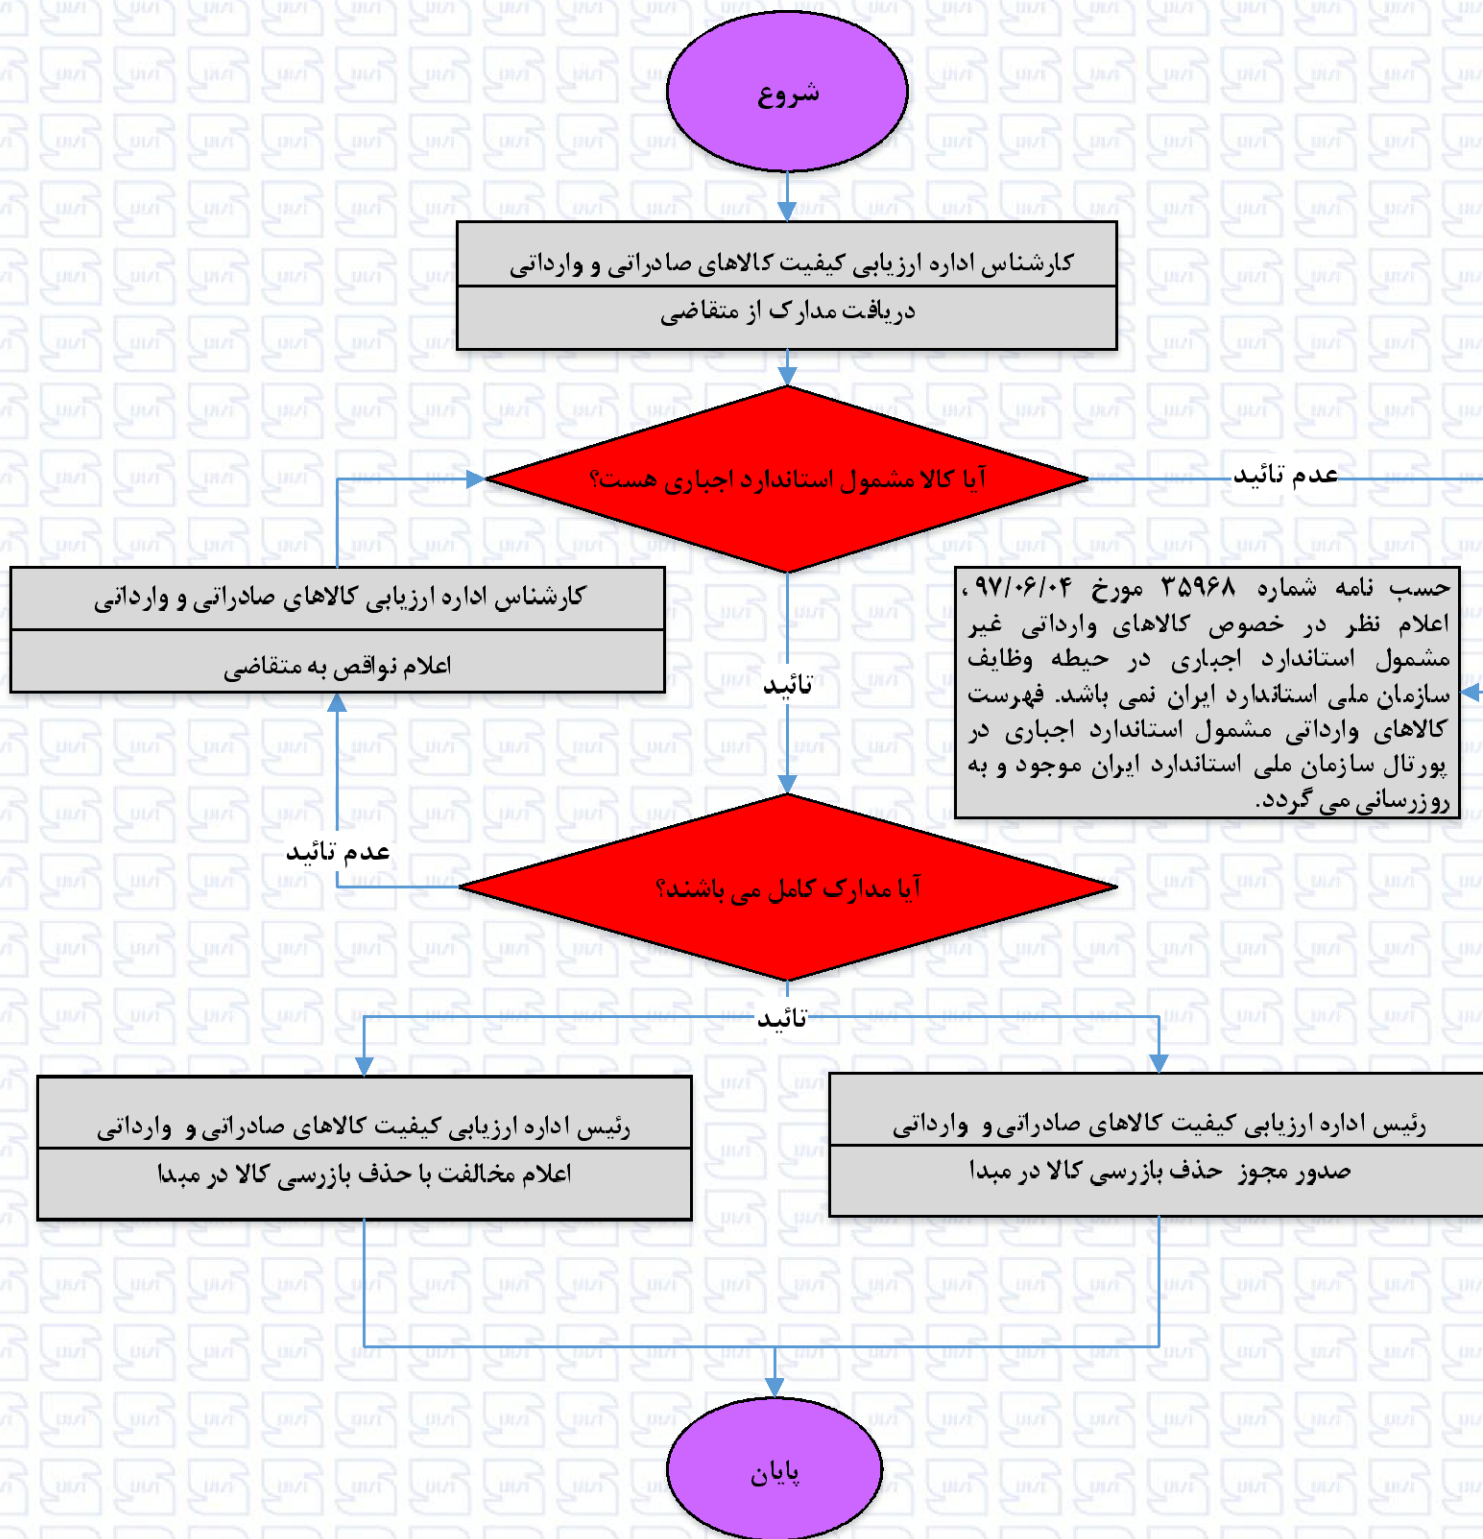 شروع
کارشناس اداره ارزیابی کیفیت کالاهای صادراتی و وارداتی
دریافت مدارک از متقاضی
آیا کالا مشمول استاندارد اجباری هست؟
عدم تائید
کارشناس اداره ارزیابی کالاهای صادراتی و وارداتی
اعلام نواقص به متقاضی
حسب نامه شماره ۳۵۹۶۸ مورخ ۹۷/۰۶/۰۴،
اعلام نظر در خصوص کالاهای وارداتی غیر
مشمول استاندارد اجباری در حیطه وظایف
سازمان ملی استاندارد ایران نمی باشد. فهرست
کالاهای وارداتی مشمول استاندارد اجباری در
پورتال سازمان ملی استاندارد ایران موجود و به
روزرسانی می گردد.
تائید
عدم تائید
آیا مدارک کامل می باشند؟
تائید
رئیس اداره ارزیابی کیفیت کالاهای صادراتی و وارداتی
صدور مجوز حذف بازرسی کالا در مبدا
رئیس اداره ارزیابی کیفیت کالاهای صادراتی و وارداتی
اعلام مخالفت با حذف بازرسی کالا در مبدا
پایان